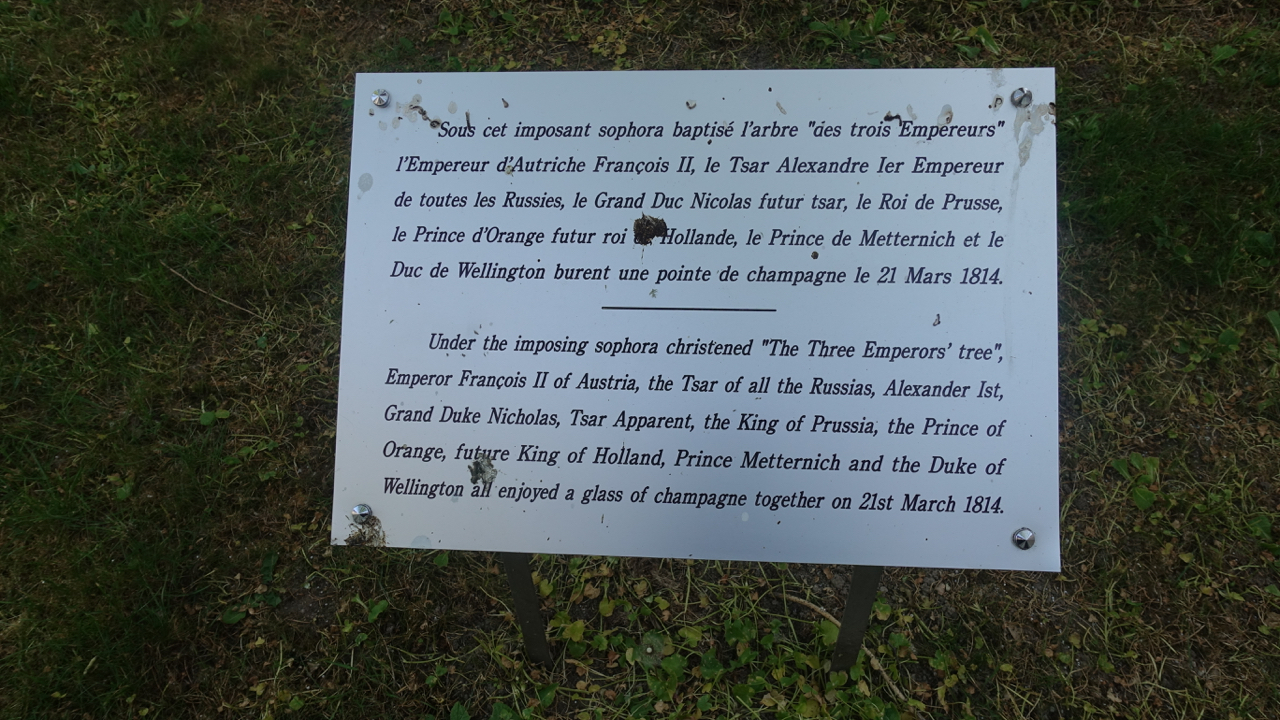 Sous cet imposant sophora baptisé l'arbre "des trois Empereurs"
l'Empereur d'Autriche François II, le Tsar Alexandre Ier Empereur
de toutes les Russies, le Grand Duc Nicolas futur tsar, le Roi de Prusse,
le Prince d'Orange futur roi Hollande, le Prince de Metternich et le
Duc de Wellington burent une pointe de champagne le 21 Mars 1814.
Under the imposing sophora christened "The Three Emperors' tree",
Emperor François II of Austria, the Tsar of all the Russias, Alexander Ist,
Grand Duke Nicholas, Tsar Apparent, the King of Prussia, the Prince of
Orange, future King of Holland, Prince Metternich and the Duke of
Wellington all enjoyed a glass of champagne together on 21st March 1814.